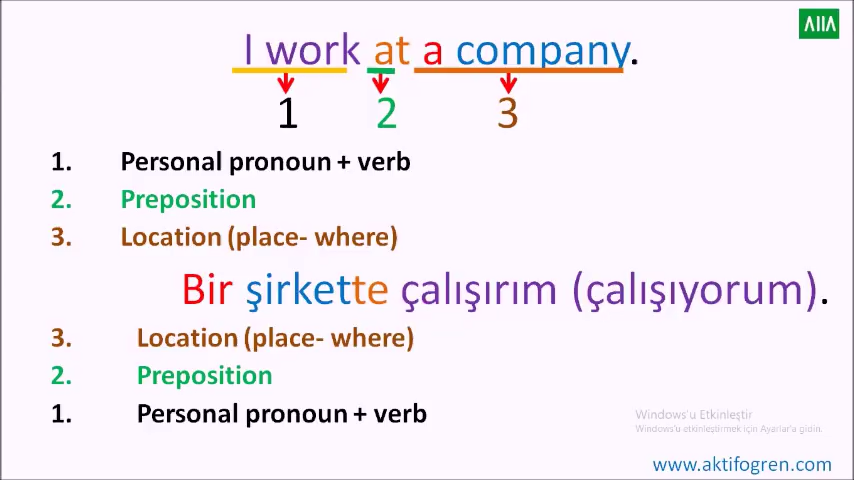 AIIA
I work at a company.
1 2 3
1. Personal pronoun + verb
2. Preposition
3. Location (place- where)
Bir şirkette çalışırım (çalışıyorum).
3. Location (place- where)
2. Preposition
1. Personal pronoun + verb
Windows'u Etkinleştir
Windows'u etkinleştirmek için Ayarlar'a gidin.
www.aktifogren.com